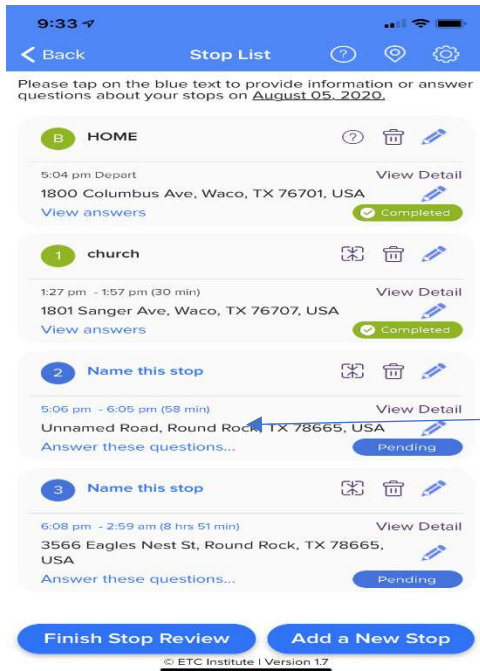 9:33
Back Stop List ?
Please tap on the blue text to provide information or answer
questions about your stops on August 05, 2020.
B HOME ?
5:04 pm Depart View Detail
1800 Columbus Ave, Waco, TX 76701, USA
View answers Completed
1 church
1:27 pm - 1:57 pm (30 min) View Detail
1801 Sanger Ave, Waco, TX 76707, USA
View answers Completed
2 Name this stop
5:06 pm - 6:05 pm (58 min) View Detail
Unnamed Road, Round Rock, TX 78665, USA
Answer these questions... Pending
3 Name this stop
6:08 pm - 2:59 am (8 hrs 51 min) View Detail
3566 Eagles Nest St, Round Rock, TX 78665,
USA
Answer these questions... Pending
Finish Stop Review Add a New Stop
© ETC Institute | Version 1.7